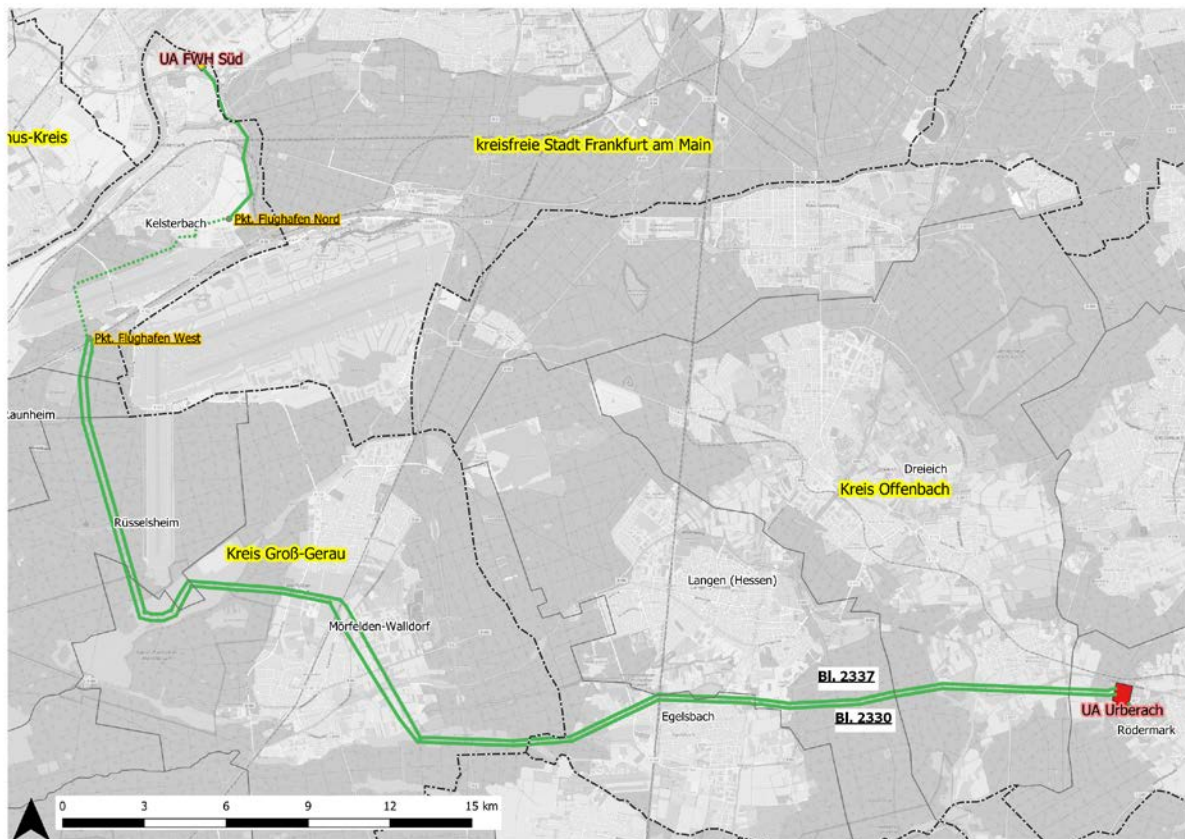 UA FWH Süd
nus-Kreis
kreisfreie Stadt Frankfurt am Main
Kelsterbach
Pkt. Flughafen Nord
Pkt. Flughafen West
Raunheim
Dreieich
Kreis Offenbach
Rüsselsheim
Kreis Groß-Gerau
Langen (Hessen)
Mörfelden-Walldorf
Bl. 2337
Bl. 2330
Egelsbach
UA Urberach
Rödermark
0 3 6 9 12 15 km